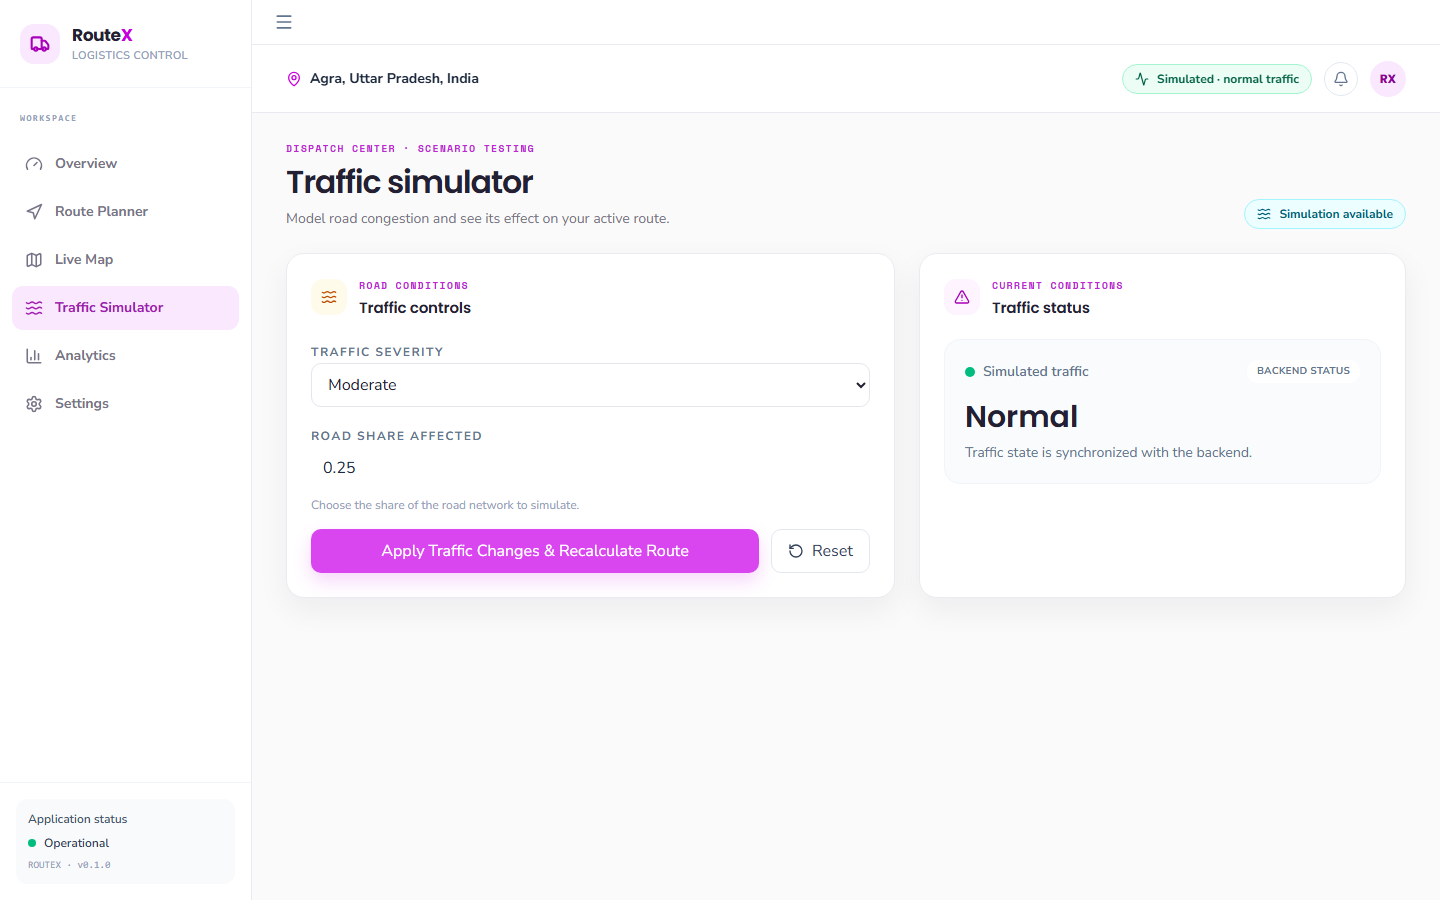 RouteX
LOGISTICS CONTROL
WORKSPACE
Overview
Route Planner
Live Map
Traffic Simulator
Analytics
Settings
Application status
Operational
ROUTEX · v0.1.0
Agra, Uttar Pradesh, India
Simulated · normal traffic
RX
DISPATCH CENTER · SCENARIO TESTING
Traffic simulator
Model road congestion and see its effect on your active route.
Simulation available
ROAD CONDITIONS
Traffic controls
TRAFFIC SEVERITY
Moderate
ROAD SHARE AFFECTED
0.25
Choose the share of the road network to simulate.
Apply Traffic Changes & Recalculate Route
Reset
CURRENT CONDITIONS
Traffic status
Simulated traffic
BACKEND STATUS
Normal
Traffic state is synchronized with the backend.